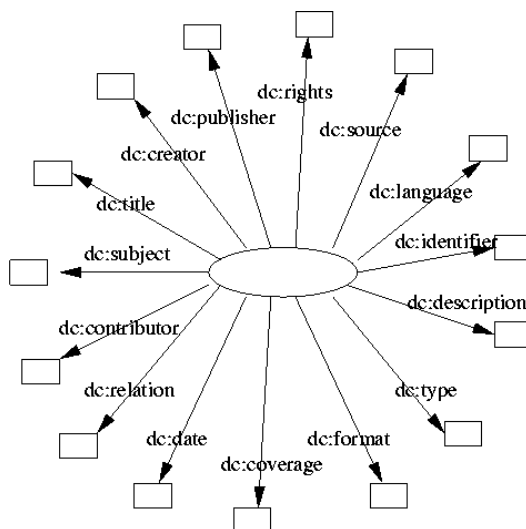 dc:rights
dc:publisher
dc:source
dc:creator
dc:language
dc:title
dc:identifier
dc:subject
dc:description
dc:contributor
dc:relation
dc:type
dc:date
dc:format
dc:coverage